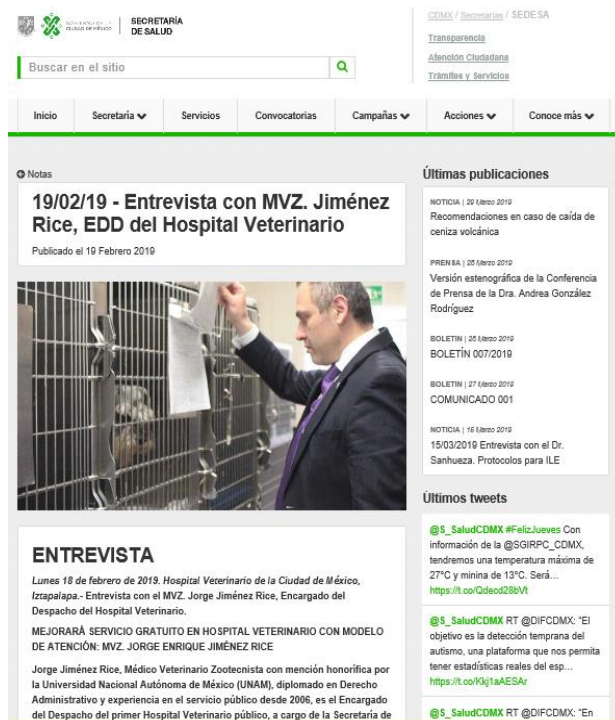 SECRETARÍA
DE SALUD
CDMX / Secretarías / SEDESA
Transparencia
Atención Ciudadana
Trámites y Servicios
Buscar en el sitio
Inicio
Secretaría
Servicios
Convocatorias
Campañas
Acciones
Conoce más
Notas
19/02/19 - Entrevista con MVZ. Jiménez
Rice, EDD del Hospital Veterinario
Publicado el 19 Febrero 2019
ENTREVISTA
Lunes 18 de febrero de 2019. Hospital Veterinario de la Ciudad de México,
Iztapalapa.- Entrevista con el MVZ. Jorge Jiménez Rice, Encargado del
Despacho del Hospital Veterinario.
MEJORARÁ SERVICIO GRATUITO EN HOSPITAL VETERINARIO CON MODELO
DE ATENCIÓN: MVZ. JORGE ENRIQUE JIMÉNEZ RICE
Jorge Jiménez Rice, Médico Veterinario Zootecnista con mención honorífica por
la Universidad Nacional Autónoma de México (UNAM), diplomado en Derecho
Administrativo y experiencia en el servicio público desde 2006, es el Encargado
del Despacho del primer Hospital Veterinario público, a cargo de la Secretaría de
Últimas publicaciones
NOTICIA | 29 Marzo 2019
Recomendaciones en caso de caída de
ceniza volcánica
PRENSA | 28 Marzo 2019
Versión estenográfica de la Conferencia
de Prensa de la Dra. Andrea González
Rodríguez
BOLETIN | 28 Marzo 2019
BOLETÍN 007/2019
BOLETIN | 27 Marzo 2019
COMUNICADO 001
NOTICIA | 15 Marzo 2019
15/03/2019 Entrevista con el Dr.
Sanhueza. Protocolos para ILE
Últimos tweets
@S_SaludCDMX #FelizJueves Con
información de la @SGIRPC_CDMX,
tendremos una temperatura máxima de
27°C y minina de 13°C. Será...
https://t.co/Qdecd28bVt
@S_SaludCDMX RT @DIFCDMX: "El
objetivo es la detección temprana del
autismo, una plataforma que nos permita
tener estadísticas reales del esp...
https://t.co/Kkj1aAESAr
@S_SaludCDMX RT @DIFCDMX: "En